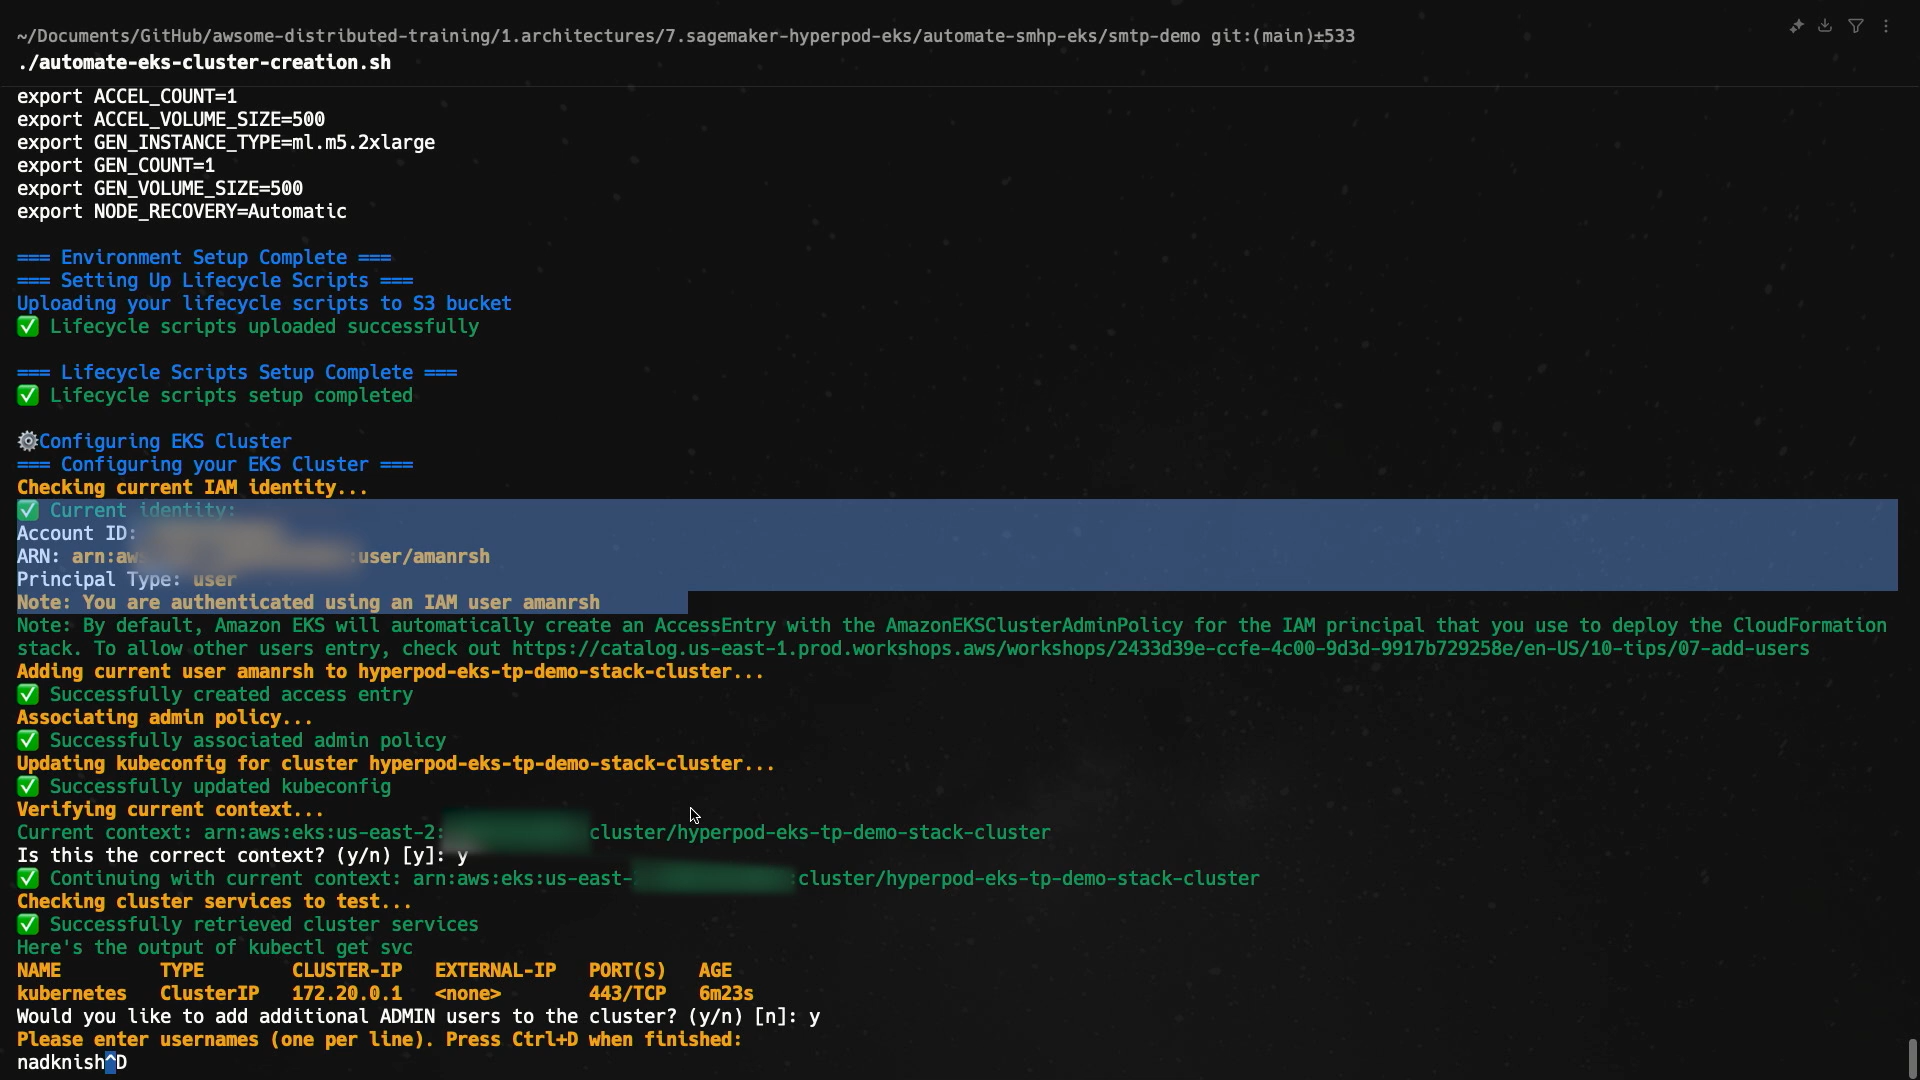 ~/Documents/GitHub/awsome-distributed-training/1.architectures/7.sagemaker-hyperpod-eks/automate-smhp-eks/smtp-demo git:(main)±533
./automate-eks-cluster-creation.sh
export ACCEL_COUNT=1
export ACCEL_VOLUME_SIZE=500
export GEN_INSTANCE_TYPE=ml.m5.2xlarge
export GEN_COUNT=1
export GEN_VOLUME_SIZE=500
export NODE_RECOVERY=Automatic
=== Environment Setup Complete ===
=== Setting Up Lifecycle Scripts ===
Uploading your lifecycle scripts to S3 bucket
✅ Lifecycle scripts uploaded successfully
=== Lifecycle Scripts Setup Complete ===
✅ Lifecycle scripts setup completed
⚙️Configuring EKS Cluster
=== Configuring your EKS Cluster ===
Checking current IAM identity...
✅ Current identity:
Account ID:
ARN: arn:aw :user/amanrsh
Principal Type: user
Note: You are authenticated using an IAM user amanrsh
Note: By default, Amazon EKS will automatically create an AccessEntry with the AmazonEKSClusterAdminPolicy for the IAM principal that you use to deploy the CloudFormation
stack. To allow other users entry, check out https://catalog.us-east-1.prod.workshops.aws/workshops/2433d39e-ccfe-4c00-9d3d-9917b729258e/en-US/10-tips/07-add-users
Adding current user amanrsh to hyperpod-eks-tp-demo-stack-cluster...
✅ Successfully created access entry
Associating admin policy...
✅ Successfully associated admin policy
Updating kubeconfig for cluster hyperpod-eks-tp-demo-stack-cluster...
✅ Successfully updated kubeconfig
Verifying current context...
Current context: arn:aws:eks:us-east-2: cluster/hyperpod-eks-tp-demo-stack-cluster
Is this the correct context? (y/n) [y]: y
✅ Continuing with current context: arn:aws:eks:us-east- :cluster/hyperpod-eks-tp-demo-stack-cluster
Checking cluster services to test...
✅ Successfully retrieved cluster services
Here's the output of kubectl get svc
NAME TYPE CLUSTER-IP EXTERNAL-IP PORT(S) AGE
kubernetes ClusterIP 172.20.0.1 <none> 443/TCP 6m23s
Would you like to add additional ADMIN users to the cluster? (y/n) [n]: y
Please enter usernames (one per line). Press Ctrl+D when finished:
nadknish^D